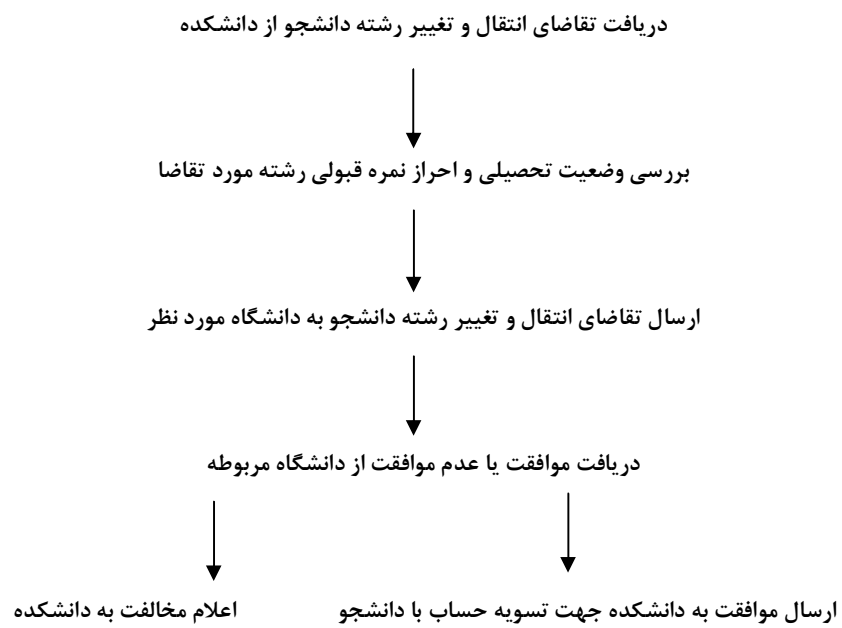 دریافت تقاضای انتقال و تغییر رشته دانشجو از دانشکده
بررسی وضعیت تحصیلی و احراز نمره قبولی رشته مورد تقاضا
ارسال تقاضای انتقال و تغییر رشته دانشجو به دانشگاه مورد نظر
دریافت موافقت یا عدم موافقت از دانشگاه مربوطه
ارسال موافقت به دانشکده جهت تسویه حساب با دانشجو
اعلام مخالفت به دانشکده